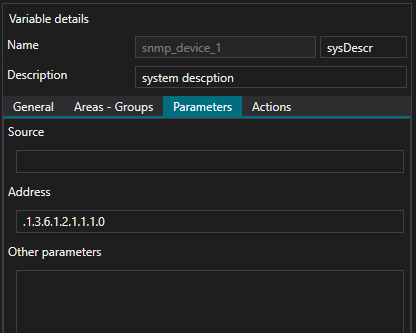 Variable details
Name snmp_device_1 sysDescr
Description system descption
General Areas - Groups Parameters Actions
Source
Address
.1.3.6.1.2.1.1.1.0
Other parameters